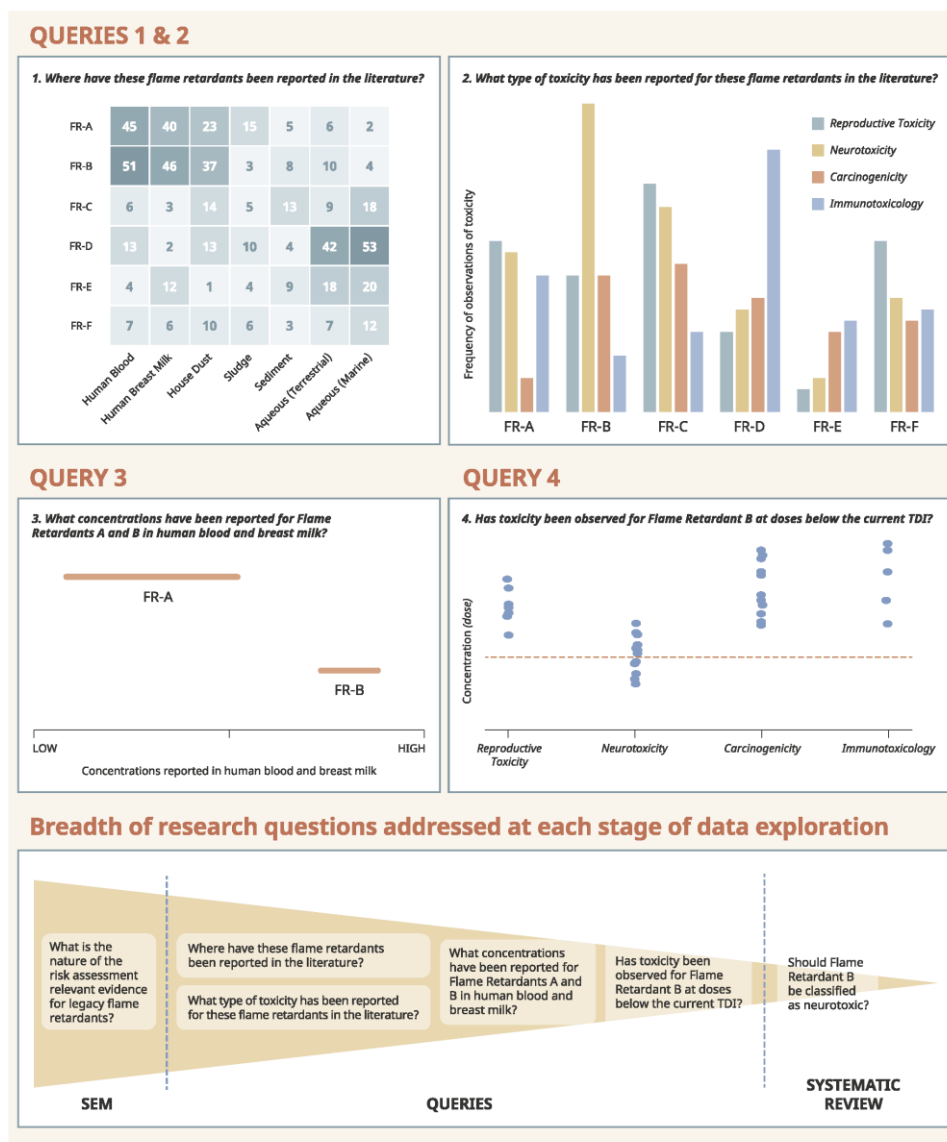 QUERIES 1 & 2
1. Where have these flame retardants been reported in the literature?
FR-A 45 40 23 15 5 6 2
FR-B 51 46 37 3 8 10 4
FR-C 6 3 14 5 13 9 18
FR-D 13 2 13 10 4 42 53
FR-E 4 12 1 4 9 18 20
FR-F 7 6 10 6 3 7 12
Human Blood
Human Breast Milk
House Dust
Sludge
Sediment
Aqueous (Terrestrial)
Aqueous (Marine)
2. What type of toxicity has been reported for these flame retardants in the literature?
Reproductive Toxicity
Neurotoxicity
Carcinogenicity
Immunotoxicology
Frequency of observations of toxicity
FR-A FR-B FR-C FR-D FR-E FR-F
QUERY 3
3. What concentrations have been reported for Flame
Retardants A and B in human blood and breast milk?
FR-A
FR-B
LOW HIGH
Concentrations reported in human blood and breast milk
QUERY 4
4. Has toxicity been observed for Flame Retardant B at doses below the current TDI?
Concentration (dose)
Reproductive
Toxicity
Neurotoxicity
Carcinogenicity
Immunotoxicology
Breadth of research questions addressed at each stage of data exploration
What is the
nature of the
risk assessment
relevant evidence
for legacy flame
retardants?
Where have these flame retardants
been reported in the literature?
What type of toxicity has been reported
for these flame retardants in the literature?
What concentrations
have been reported for
Flame Retardants A and
B in human blood and
breast milk?
Has toxicity been
observed for Flame
Retardant B at doses
below the current TDI?
Should Flame
Retardant B
be classified
as neurotoxic?
SEM
QUERIES
SYSTEMATIC
REVIEW